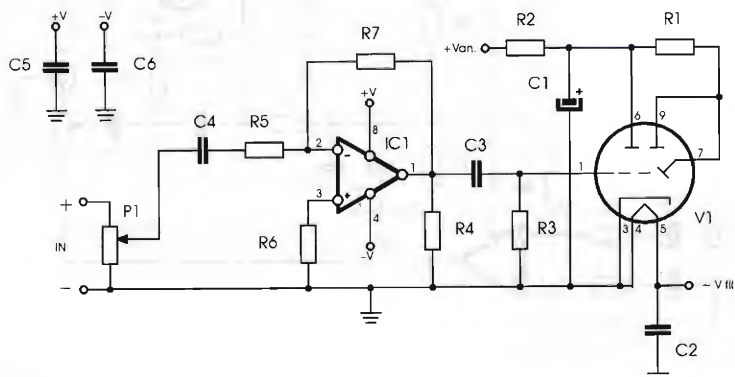 +V
-V
C5
C6
R7
R2
R1
+Van.
C1
+
6
9
7
+V
8
IC1
C4
R5
2
-
1
C3
1
3
+
4
-V
R6
R4
R3
3
4
5
V1
+
P1
IN
-
~ V fil
C2